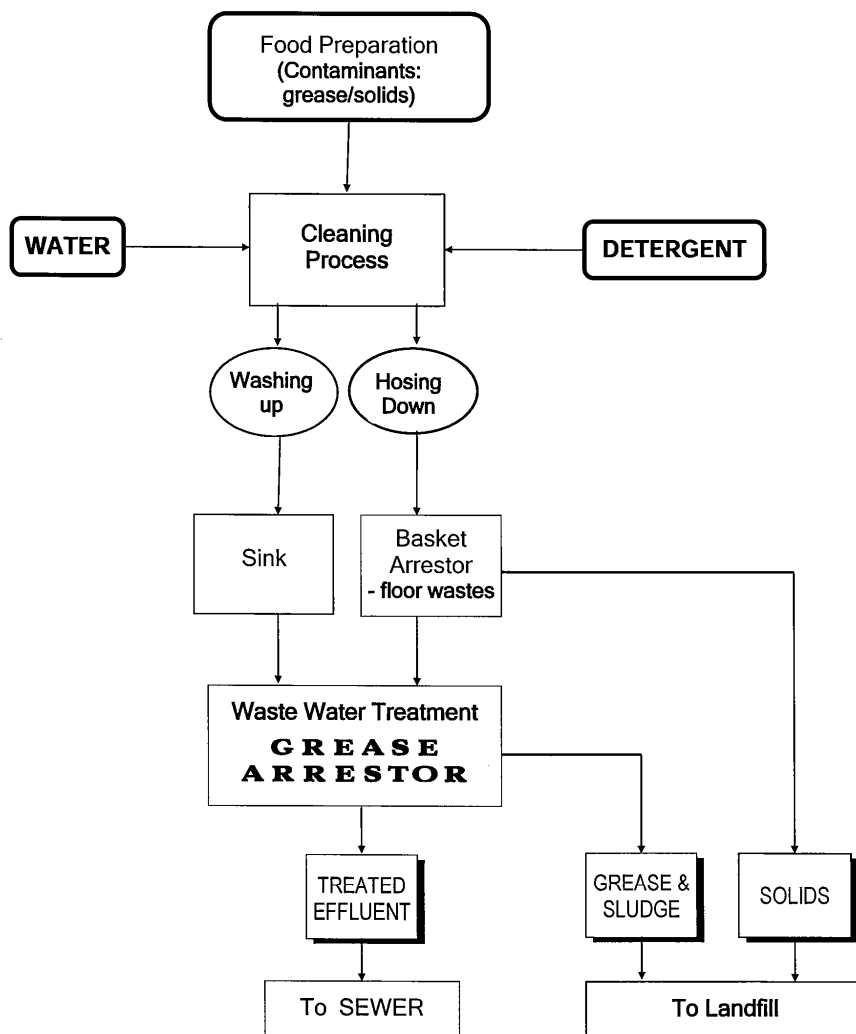 Food Preparation
(Contaminants:
grease/solids)
WATER
Cleaning
Process
DETERGENT
Washing
up
Hosing
Down
Sink
Basket
Arrestor
- floor wastes
Waste Water Treatment
GREASE
ARRESTOR
TREATED
EFFLUENT
GREASE &
SLUDGE
SOLIDS
To SEWER
To Landfill